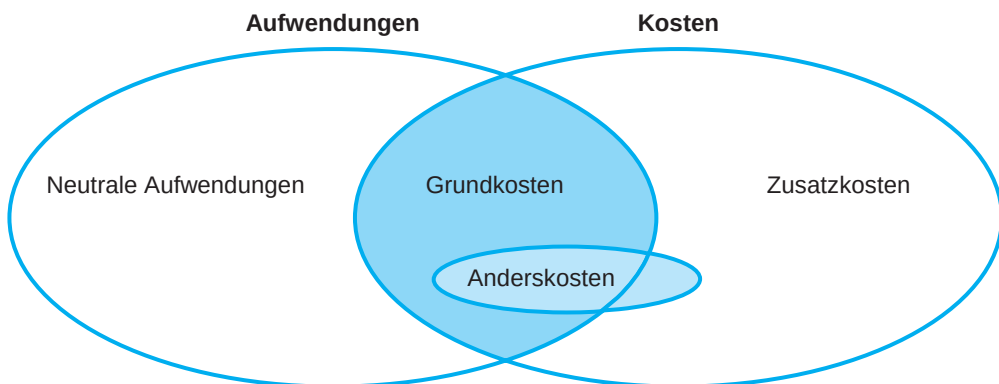 Aufwendungen
Kosten
Neutrale Aufwendungen
Grundkosten
Zusatzkosten
Anderskosten